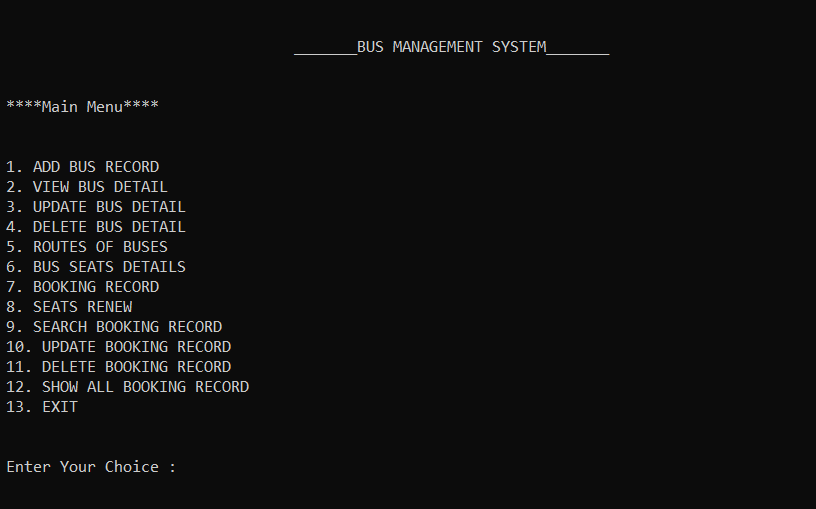 _______BUS MANAGEMENT SYSTEM_______
****Main Menu****
1. ADD BUS RECORD
2. VIEW BUS DETAIL
3. UPDATE BUS DETAIL
4. DELETE BUS DETAIL
5. ROUTES OF BUSES
6. BUS SEATS DETAILS
7. BOOKING RECORD
8. SEATS RENEW
9. SEARCH BOOKING RECORD
10. UPDATE BOOKING RECORD
11. DELETE BOOKING RECORD
12. SHOW ALL BOOKING RECORD
13. EXIT
Enter Your Choice :